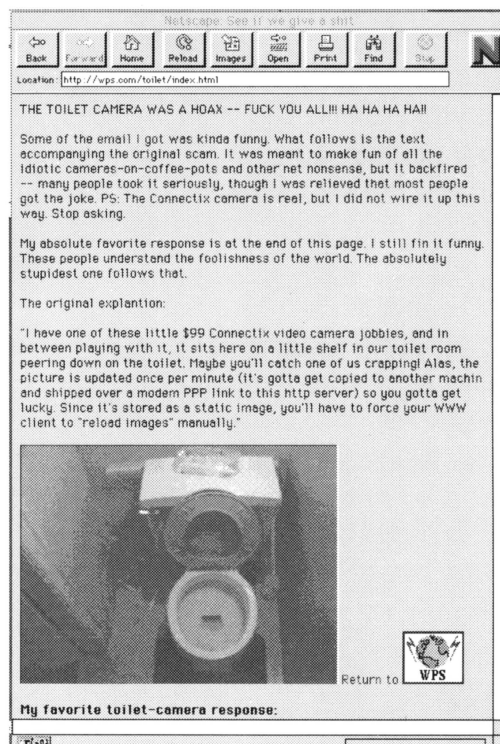 Netscape: See if we give a shit
Back Forward Home Reload Images Open Print Find Stop
N
Location: http://wps.com/toilet/index.html
THE TOILET CAMERA WAS A HOAX -- FUCK YOU ALL!!! HA HA HA HA!!
Some of the email I got was kinda funny. What follows is the text
accompanying the original scam. It was meant to make fun of all the
idiotic cameras-on-coffee-pots and other net nonsense, but it backfired
-- many people took it seriously, though I was relieved that most people
got the joke. PS: The Connectix camera is real, but I did not wire it up this
way. Stop asking.
My absolute favorite response is at the end of this page. I still fin it funny.
These people understand the foolishness of the world. The absolutely
stupidest one follows that.
The original explantion:
"I have one of these little $99 Connectix video camera jobbies, and in
between playing with it, it sits here on a little shelf in our toilet room
peering down on the toilet. Maybe you'll catch one of us crapping! Alas, the
picture is updated once per minute (it's gotta get copied to another machin
and shipped over a modem PPP link to this http server) so you gotta get
lucky. Since it's stored as a static image, you'll have to force your WWW
client to "reload images" manually."
Return to WPS
My favorite toilet-camera response: